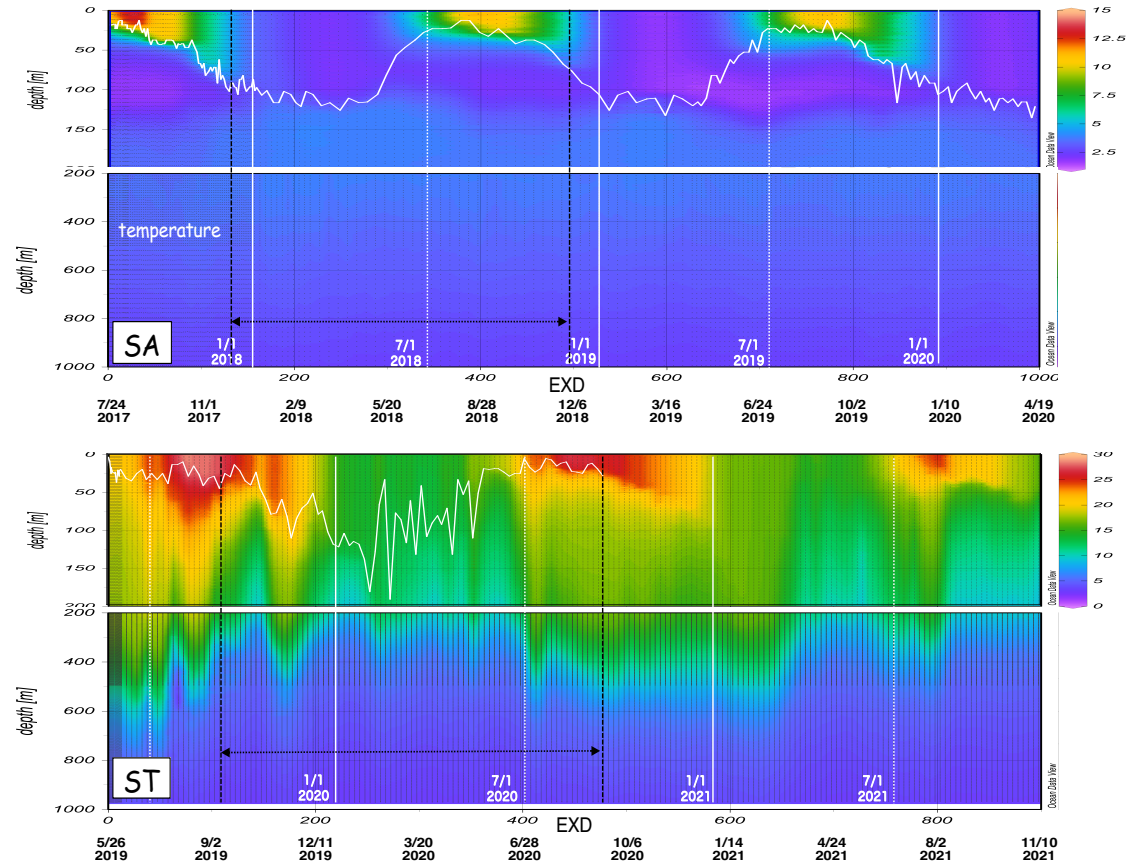 0
50
100
150
200
depth [m]
15
12.5
10
7.5
5
2.5
Ocean Data View
200
400
600
800
1000
depth [m]
temperature
SA
1/1
2018
7/1
2018
1/1
2019
7/1
2019
1/1
2020
Ocean Data View
0 200 400 600 800 1000
EXD
7/24 11/1 2/9 5/20 8/28 12/6 3/16 6/24 10/2 1/10 4/19
2017 2017 2018 2018 2018 2018 2019 2019 2019 2020 2020
0
50
100
150
200
depth [m]
30
25
20
15
10
5
0
Ocean Data View
200
400
600
800
1000
depth [m]
ST
1/1
2020
7/1
2020
1/1
2021
7/1
2021
Ocean Data View
0 200 400 600 800
EXD
5/26 9/2 12/11 3/20 6/28 10/6 1/14 4/24 8/2 11/10
2019 2019 2019 2020 2020 2020 2021 2021 2021 2021